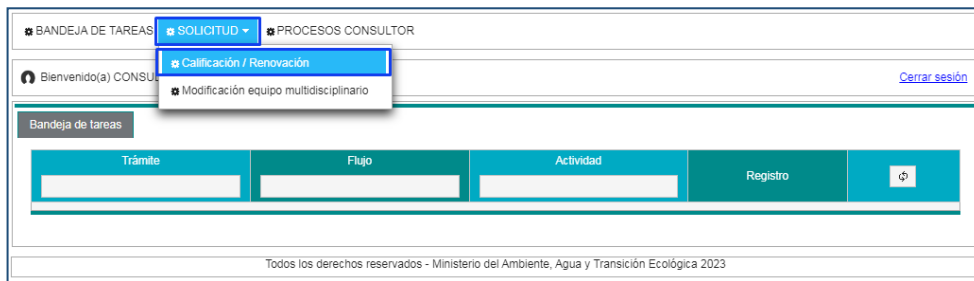 BANDEJA DE TAREAS SOLICITUD PROCESOS CONSULTOR
Calificación / Renovación
Bienvenido(a) Cerrar sesión
Modificación equipo multidisciplinario
Bandeja de tareas
Trámite Flujo Actividad
Registro
Todos los derechos reservados - Ministerio del Ambiente, Agua y Transición Ecológica 2023